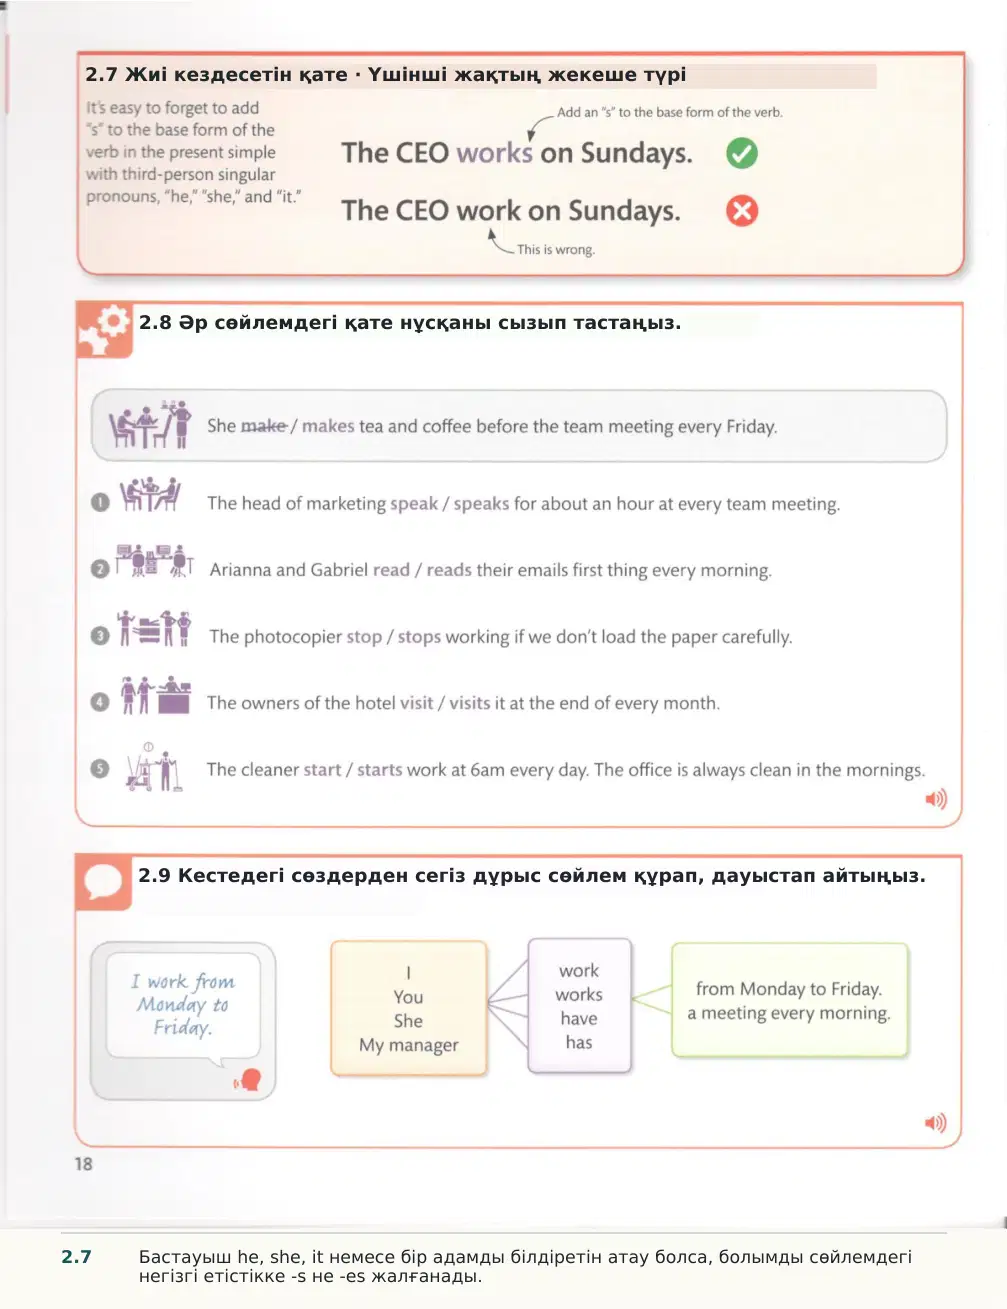 2.7 Жиі кездесетін қате · Үшінші жақтың жекеше түрі
It's easy to forget to add
"s" to the base form of the
verb in the present simple
with third-person singular
pronouns, "he," "she," and "it."
Add an "s" to the base form of the verb.
The CEO works on Sundays.
The CEO work on Sundays.
This is wrong.
2.8 Әр сөйлемдегі қате нұсқаны сызып тастаңыз.
She make / makes tea and coffee before the team meeting every Friday.
1 The head of marketing speak / speaks for about an hour at every team meeting.
2 Arianna and Gabriel read / reads their emails first thing every morning.
3 The photocopier stop / stops working if we don't load the paper carefully.
4 The owners of the hotel visit / visits it at the end of every month.
5 The cleaner start / starts work at 6am every day. The office is always clean in the mornings.
2.9 Кестедегі сөздерден сегіз дұрыс сөйлем құрап, дауыстап айтыңыз.
I work from
Monday to
Friday.
I
You
She
My manager
work
works
have
has
from Monday to Friday.
a meeting every morning.
18
2.7 Бастауыш he, she, it немесе бір адамды білдіретін атау болса, болымды сөйлемдегі
негізгі етістікке -s не -es жалғанады.